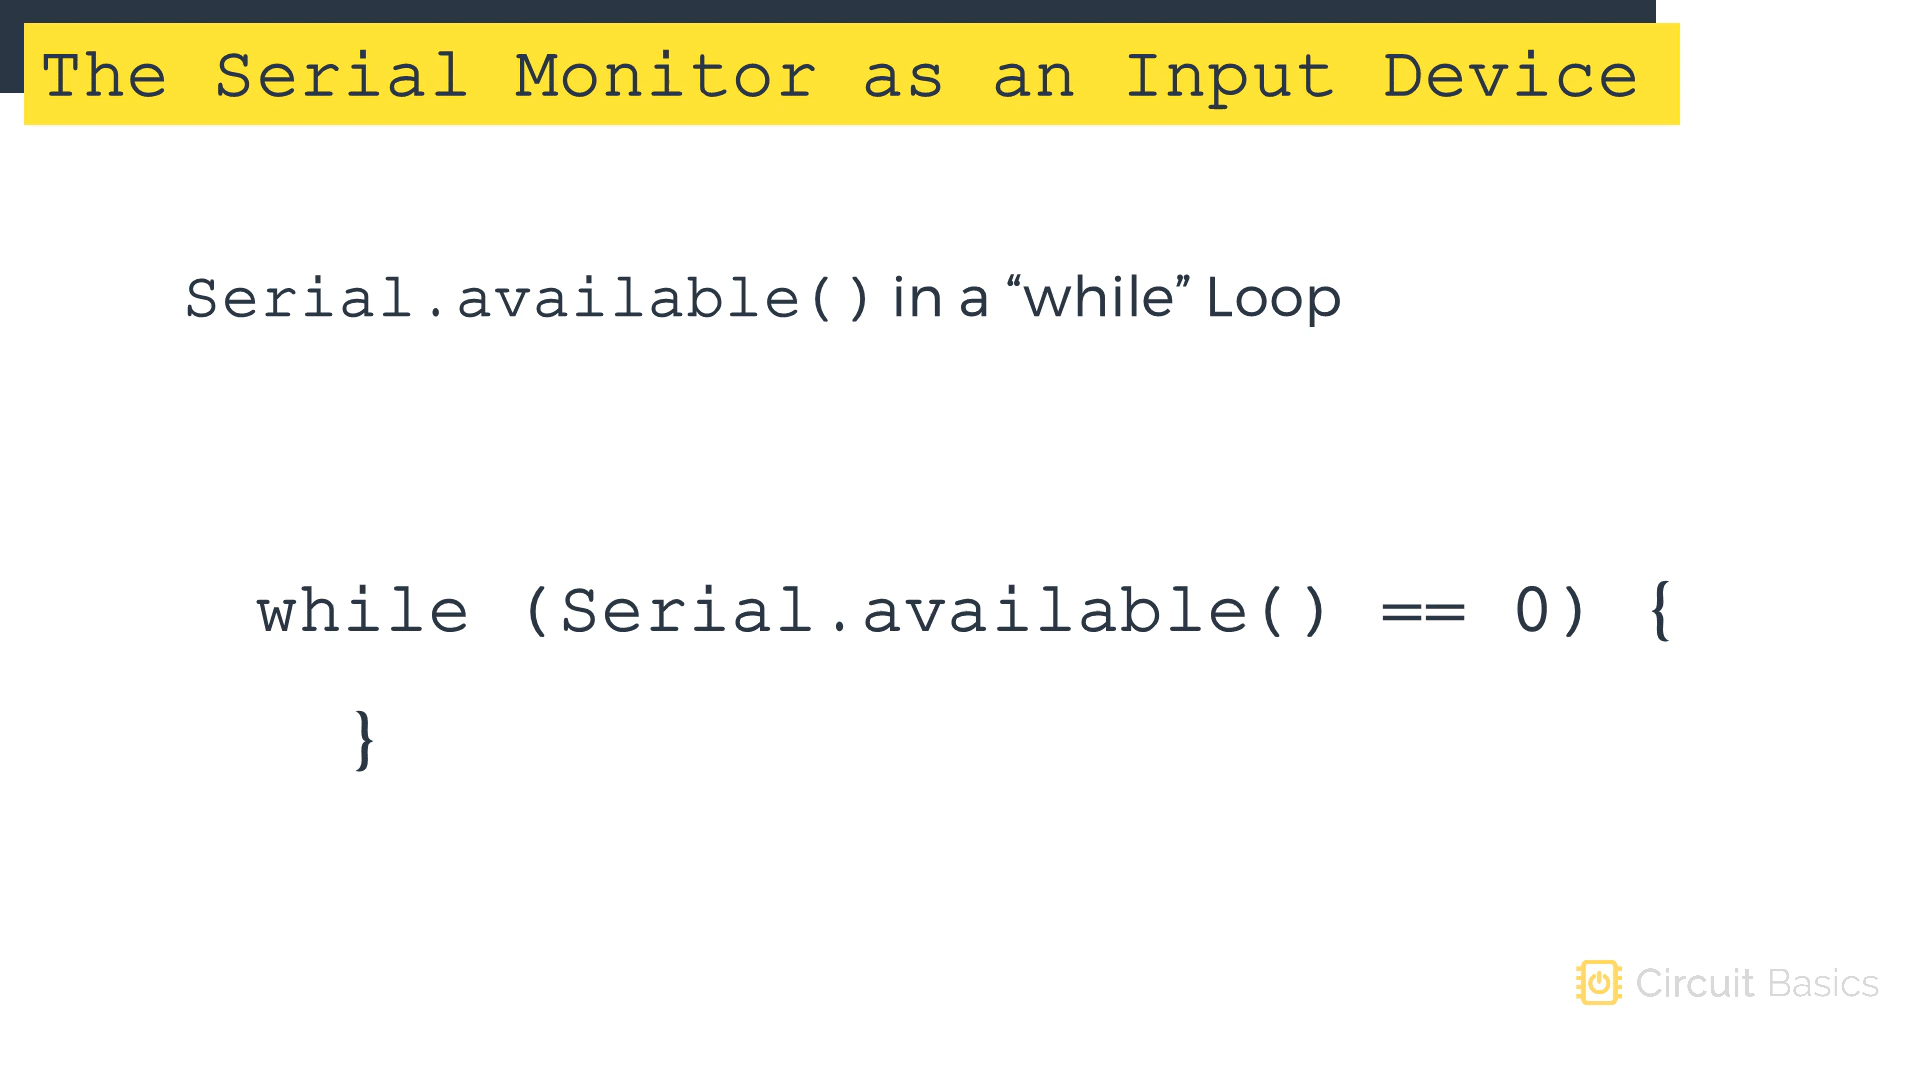 The Serial Monitor as an Input Device
Serial.available() in a “while” Loop
while (Serial.available() == 0) {
}
Circuit Basics